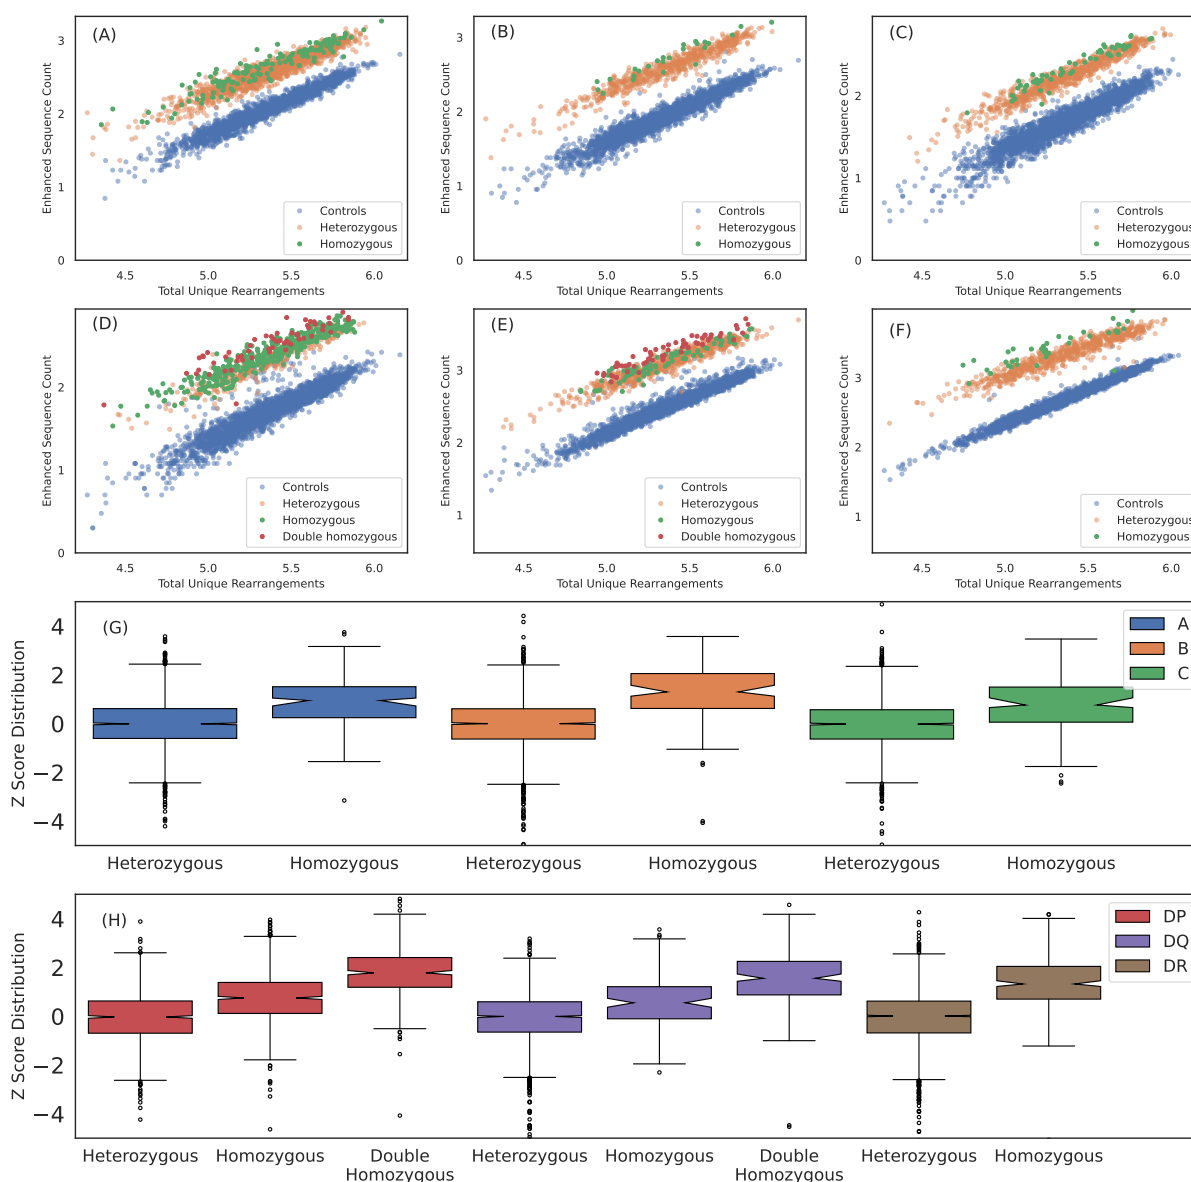 (A)
Enhanced Sequence Count
3
2
1
0
Controls
Heterozygous
Homozygous
4.5 5.0 5.5 6.0
Total Unique Rearrangements
(B)
Enhanced Sequence Count
3
2
1
0
Controls
Heterozygous
Homozygous
4.5 5.0 5.5 6.0
Total Unique Rearrangements
(C)
Enhanced Sequence Count
2
1
0
Controls
Heterozygous
Homozygous
4.5 5.0 5.5 6.0
Total Unique Rearrangements
(D)
Enhanced Sequence Count
2
1
0
Controls
Heterozygous
Homozygous
Double homozygous
4.5 5.0 5.5 6.0
Total Unique Rearrangements
(E)
Enhanced Sequence Count
3
2
1
Controls
Heterozygous
Homozygous
Double homozygous
4.5 5.0 5.5 6.0
Total Unique Rearrangements
(F)
Enhanced Sequence Count
3
2
1
Controls
Heterozygous
Homozygous
4.5 5.0 5.5 6.0
Total Unique Rearrangements
(G)
Z Score Distribution
4
2
0
−2
−4
A
B
C
Heterozygous Homozygous Heterozygous Homozygous Heterozygous Homozygous
(H)
Z Score Distribution
4
2
0
−2
−4
DP
DQ
DR
Heterozygous Homozygous Double Heterozygous Homozygous Double Heterozygous Homozygous
Homozygous Homozygous